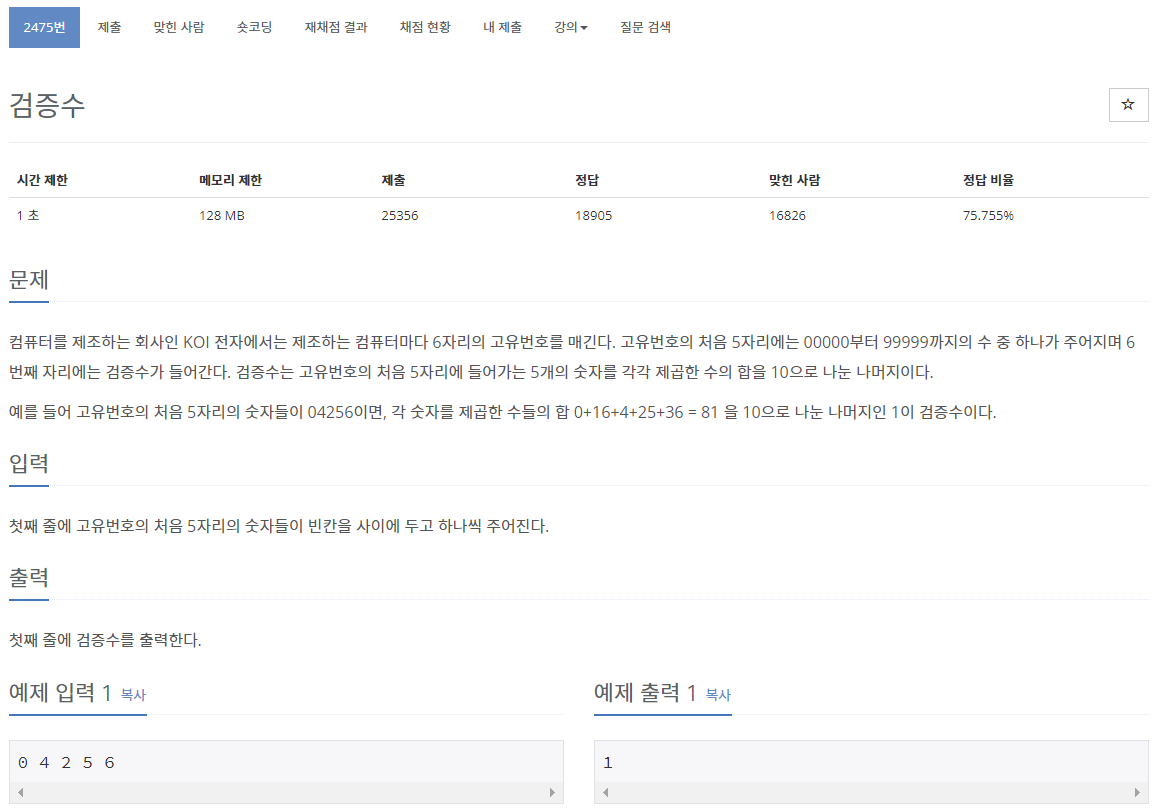 2475번 제출 맞힌 사람 숏코딩 재채점 결과 채점 현황 내 제출 강의 질문 검색
검증수
시간 제한 메모리 제한 제출 정답 맞힌 사람 정답 비율
1 초 128 MB 25356 18905 16826 75.755%
문제
컴퓨터를 제조하는 회사인 KOI 전자에서는 제조하는 컴퓨터마다 6자리의 고유번호를 매긴다. 고유번호의 처음 5자리에는 00000부터 99999까지의 수 중 하나가 주어지며 6
번째 자리에는 검증수가 들어간다. 검증수는 고유번호의 처음 5자리에 들어가는 5개의 숫자를 각각 제곱한 수의 합을 10으로 나눈 나머지이다.
예를 들어 고유번호의 처음 5자리의 숫자들이 04256이면, 각 숫자를 제곱한 수들의 합 0+16+4+25+36 = 81 을 10으로 나눈 나머지인 1이 검증수이다.
입력
첫째 줄에 고유번호의 처음 5자리의 숫자들이 빈칸을 사이에 두고 하나씩 주어진다.
출력
첫째 줄에 검증수를 출력한다.
예제 입력 1 복사
0 4 2 5 6
예제 출력 1 복사
1